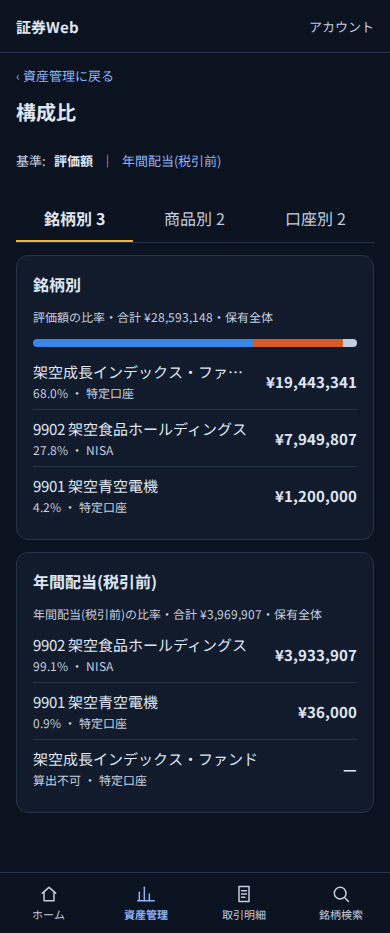 証券Web
アカウント
‹ 資産管理に戻る
構成比
基準: 評価額 | 年間配当(税引前)
銘柄別 3
商品別 2
口座別 2
銘柄別
評価額の比率・合計 ¥28,593,148・保有全体
架空成長インデックス・ファ…
¥19,443,341
68.0% ・ 特定口座
9902 架空食品ホールディングス
¥7,949,807
27.8% ・ NISA
9901 架空青空電機
¥1,200,000
4.2% ・ 特定口座
年間配当(税引前)
年間配当(税引前)の比率・合計 ¥3,969,907・保有全体
9902 架空食品ホールディングス
¥3,933,907
99.1% ・ NISA
9901 架空青空電機
¥36,000
0.9% ・ 特定口座
架空成長インデックス・ファンド
—
算出不可 ・ 特定口座
ホーム
資産管理
取引明細
銘柄検索